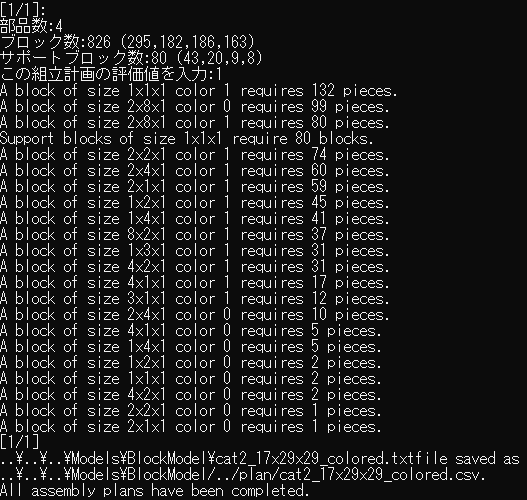 [1/1]:
部品数:4
ブロック数:826 (295,182,186,163)
サポートブロック数:80 (43,20,9,8)
この組立計画の評価値を入力:1
A block of size 1x1x1 color 1 requires 132 pieces.
A block of size 2x8x1 color 0 requires 99 pieces.
A block of size 2x8x1 color 1 requires 80 pieces.
Support blocks of size 1x1x1 require 80 blocks.
A block of size 2x2x1 color 1 requires 74 pieces.
A block of size 2x4x1 color 1 requires 60 pieces.
A block of size 2x1x1 color 1 requires 59 pieces.
A block of size 1x2x1 color 1 requires 45 pieces.
A block of size 1x4x1 color 1 requires 41 pieces.
A block of size 8x2x1 color 1 requires 37 pieces.
A block of size 1x3x1 color 1 requires 31 pieces.
A block of size 4x2x1 color 1 requires 31 pieces.
A block of size 4x1x1 color 1 requires 17 pieces.
A block of size 3x1x1 color 1 requires 12 pieces.
A block of size 2x4x1 color 0 requires 10 pieces.
A block of size 4x1x1 color 0 requires 5 pieces.
A block of size 1x4x1 color 0 requires 5 pieces.
A block of size 1x2x1 color 0 requires 2 pieces.
A block of size 1x1x1 color 0 requires 2 pieces.
A block of size 4x2x1 color 0 requires 2 pieces.
A block of size 2x2x1 color 0 requires 1 pieces.
A block of size 2x1x1 color 0 requires 1 pieces.
[1/1]
..¥..¥..¥Models¥BlockModel¥cat2_17x29x29_colored.txtfile saved as
..¥..¥..¥Models¥BlockModel/../plan/cat2_17x29x29_colored.csv.
All assembly plans have been completed.